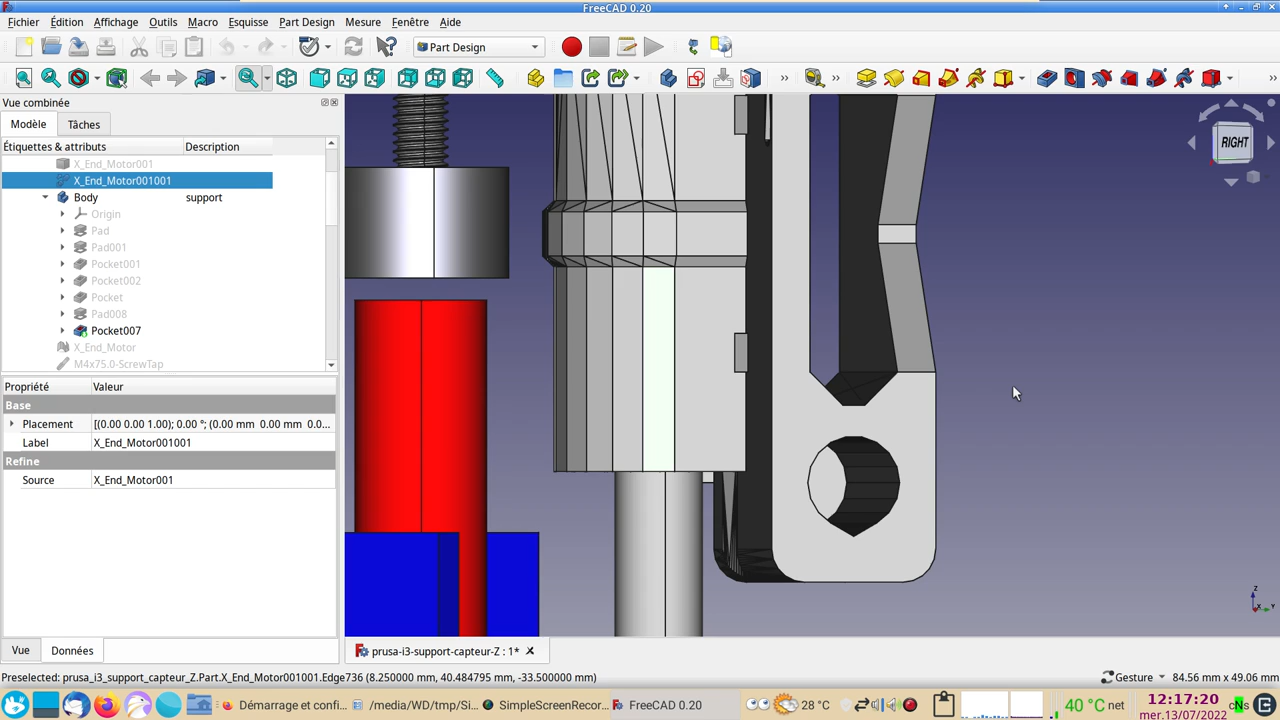 FreeCAD 0.20
Fichier Édition Affichage Outils Macro Esquisse Part Design Mesure Fenêtre Aide
Part Design
Vue combinée
Modèle Tâches
Étiquettes & attributs Description
X_End_Motor001
X_End_Motor001001
Body support
Origin
Pad
Pad001
Pocket001
Pocket002
Pocket
Pad008
Pocket007
X_End_Motor
M4x75.0-ScrewTap
Propriété Valeur
Base
Placement [(0.00 0.00 1.00); 0.00 °; (0.00 mm 0.00 mm 0.0...
Label X_End_Motor001001
Refine
Source X_End_Motor001
RIGHT
Z
X Y
Vue Données
prusa-i3-support-capteur-Z : 1*
Preselected: prusa_i3_support_capteur_Z.Part.X_End_Motor001001.Edge736 (8.250000 mm, 40.484795 mm, -33.500000 mm)
Gesture 84.56 mm x 49.06 mm
Démarrage et confi... /media/WD/tmp/Si... SimpleScreenRecor... FreeCAD 0.20
28 °C
40 °C net
12:17:20
mer.13/07/2022
cNs